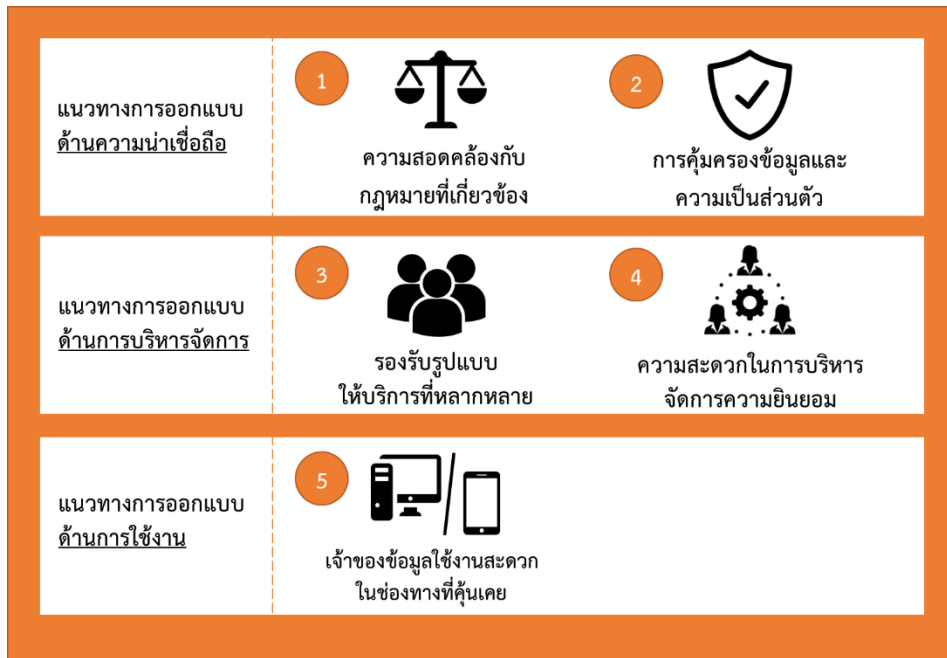 แนวทางการออกแบบ
ด้านความน่าเชื่อถือ
1
ความสอดคล้องกับ
กฎหมายที่เกี่ยวข้อง
2
การคุ้มครองข้อมูลและ
ความเป็นส่วนตัว
แนวทางการออกแบบ
ด้านการบริหารจัดการ
3
รองรับรูปแบบ
ให้บริการที่หลากหลาย
4
ความสะดวกในการบริหาร
จัดการความยินยอม
แนวทางการออกแบบ
ด้านการใช้งาน
5
เจ้าของข้อมูลใช้งานสะดวก
ในช่องทางที่คุ้นเคย